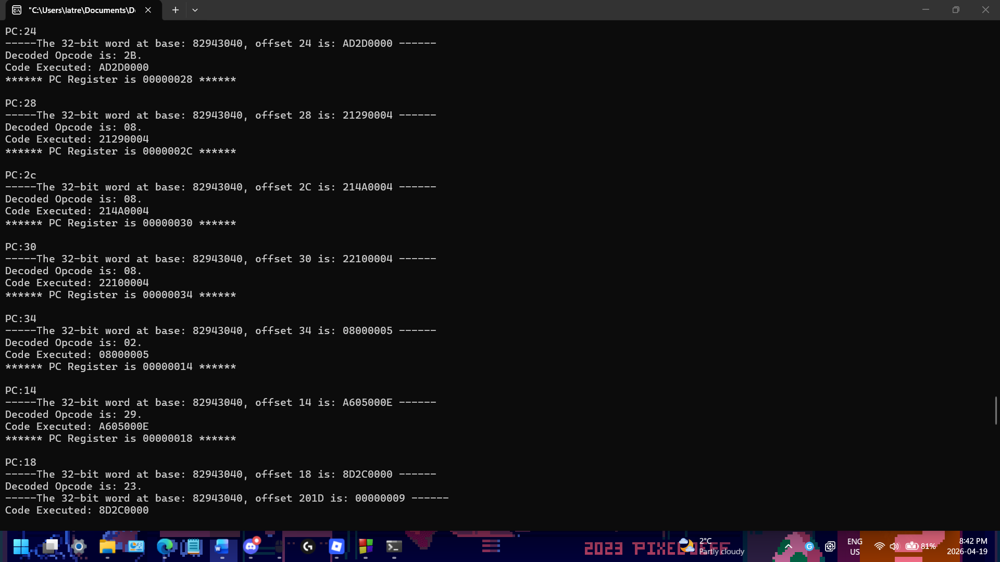 "C:\Users\latre\Documents\D
PC:24
-----The 32-bit word at base: 82943040, offset 24 is: AD2D0000 ------
Decoded Opcode is: 2B.
Code Executed: AD2D0000
****** PC Register is 00000028 ******
PC:28
-----The 32-bit word at base: 82943040, offset 28 is: 21290004 ------
Decoded Opcode is: 08.
Code Executed: 21290004
****** PC Register is 0000002C ******
PC:2c
-----The 32-bit word at base: 82943040, offset 2C is: 214A0004 ------
Decoded Opcode is: 08.
Code Executed: 214A0004
****** PC Register is 00000030 ******
PC:30
-----The 32-bit word at base: 82943040, offset 30 is: 22100004 ------
Decoded Opcode is: 08.
Code Executed: 22100004
****** PC Register is 00000034 ******
PC:34
-----The 32-bit word at base: 82943040, offset 34 is: 08000005 ------
Decoded Opcode is: 02.
Code Executed: 08000005
****** PC Register is 00000014 ******
PC:14
-----The 32-bit word at base: 82943040, offset 14 is: A605000E ------
Decoded Opcode is: 29.
Code Executed: A605000E
****** PC Register is 00000018 ******
PC:18
-----The 32-bit word at base: 82943040, offset 18 is: 8D2C0000 ------
Decoded Opcode is: 23.
-----The 32-bit word at base: 82943040, offset 201D is: 00000009 ------
Code Executed: 8D2C0000
2023
2°C
Partly cloudy
ENG
US
81%
8:42 PM
2026-04-19